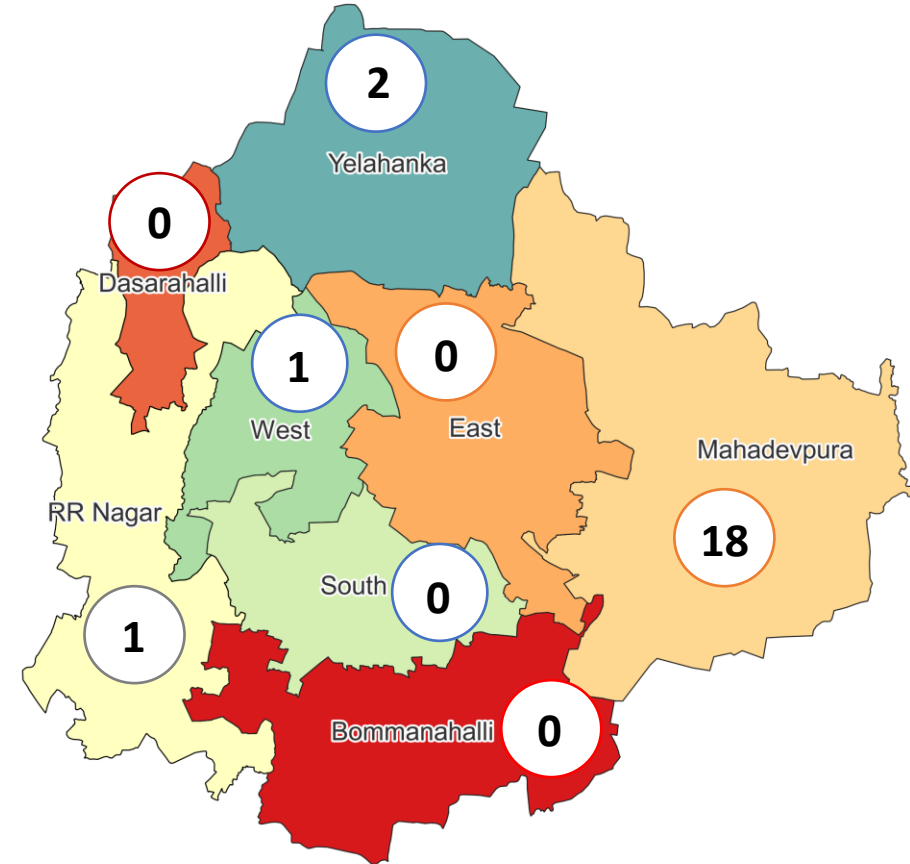 2
Yelahanka
0
Dasarahalli
1
West
0
East
Mahadevpura
18
RR Nagar
1
South
0
Bommanahalli
0